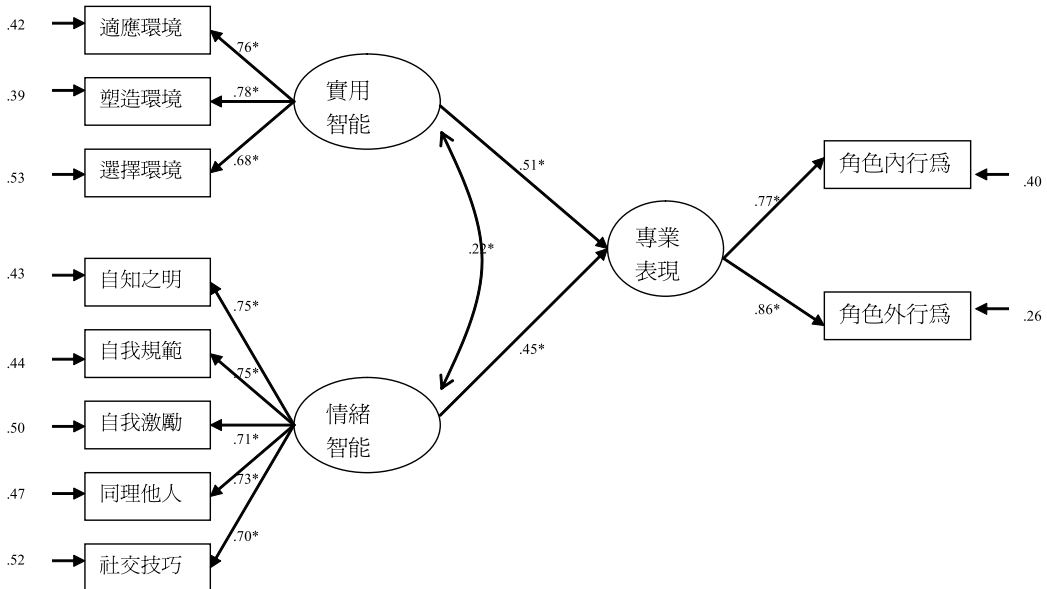 .42
適應環境
.76*
.39
塑造環境
.78*
.53
選擇環境
.68*
實用
智能
.51*
.22*
專業
表現
.77*
角色內行為
.40
.86*
角色外行為
.26
.43
自知之明
.75*
.44
自我規範
.75*
.50
自我激勵
.71*
.47
同理他人
.73*
.52
社交技巧
.70*
情緒
智能
.45*